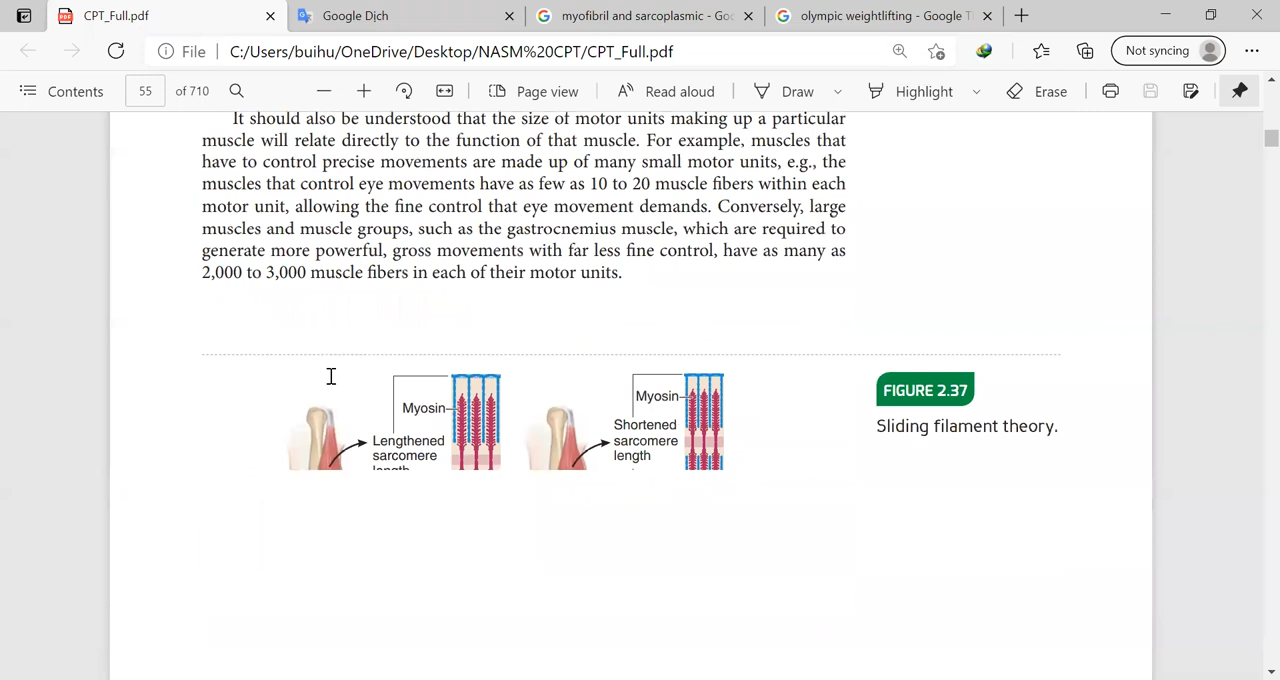 CPT_Full.pdf
Google Dịch
myofibril and sarcoplasmic - Goo
olympic weightlifting - Google T
File
C:/Users/buihu/OneDrive/Desktop/NASM%20CPT/CPT_Full.pdf
Not syncing
Contents
55
of 710
Page view
Read aloud
Draw
Highlight
Erase
It should also be understood that the size of motor units making up a particular
muscle will relate directly to the function of that muscle. For example, muscles that
have to control precise movements are made up of many small motor units, e.g., the
muscles that control eye movements have as few as 10 to 20 muscle fibers within each
motor unit, allowing the fine control that eye movement demands. Conversely, large
muscles and muscle groups, such as the gastrocnemius muscle, which are required to
generate more powerful, gross movements with far less fine control, have as many as
2,000 to 3,000 muscle fibers in each of their motor units.
Myosin
Lengthened
sarcomere
length
Myosin
Shortened
sarcomere
length
FIGURE 2.37
Sliding filament theory.